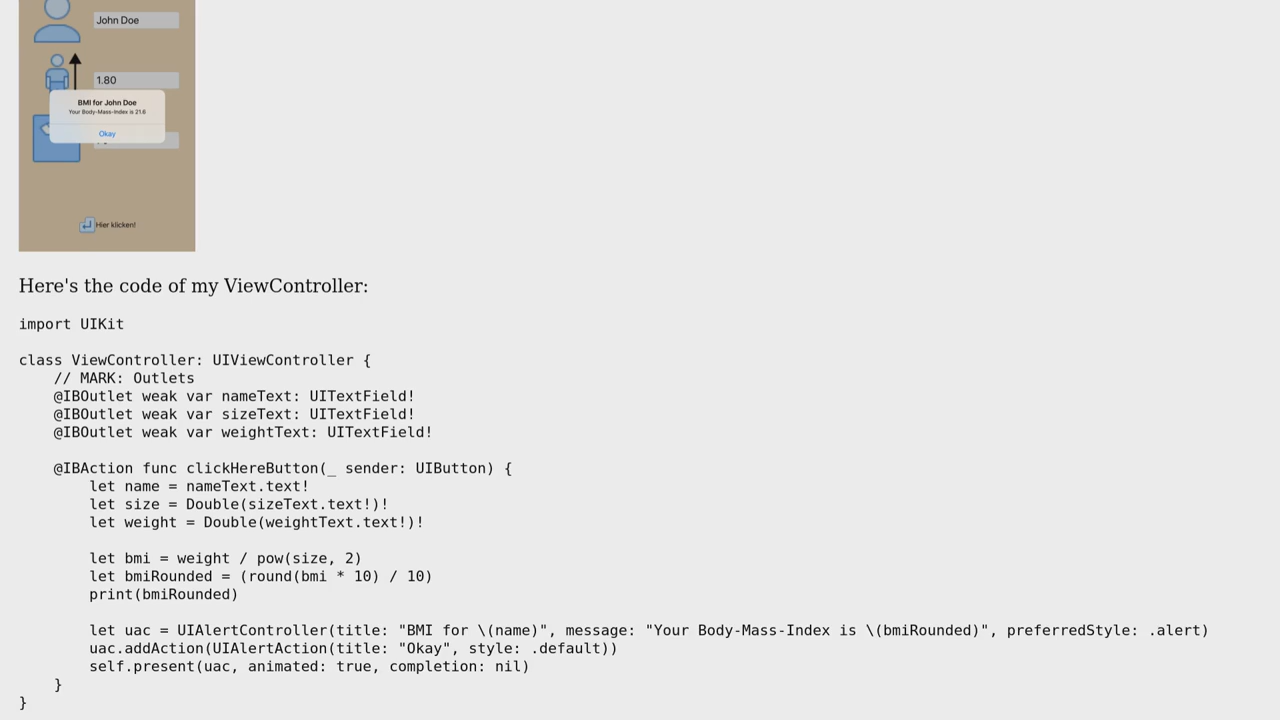 John Doe
1.80
BMI for John Doe
Your Body-Mass-Index is 21.6
Okay
Hier klicken!
Here's the code of my ViewController:
import UIKit
class ViewController: UIViewController {
    // MARK: Outlets
    @IBOutlet weak var nameText: UITextField!
    @IBOutlet weak var sizeText: UITextField!
    @IBOutlet weak var weightText: UITextField!
    @IBAction func clickHereButton(_ sender: UIButton) {
        let name = nameText.text!
        let size = Double(sizeText.text!)!
        let weight = Double(weightText.text!)!
        let bmi = weight / pow(size, 2)
        let bmiRounded = (round(bmi * 10) / 10)
        print(bmiRounded)
        let uac = UIAlertController(title: "BMI for \(name)", message: "Your Body-Mass-Index is \(bmiRounded)", preferredStyle: .alert)
        uac.addAction(UIAlertAction(title: "Okay", style: .default))
        self.present(uac, animated: true, completion: nil)
    }
}